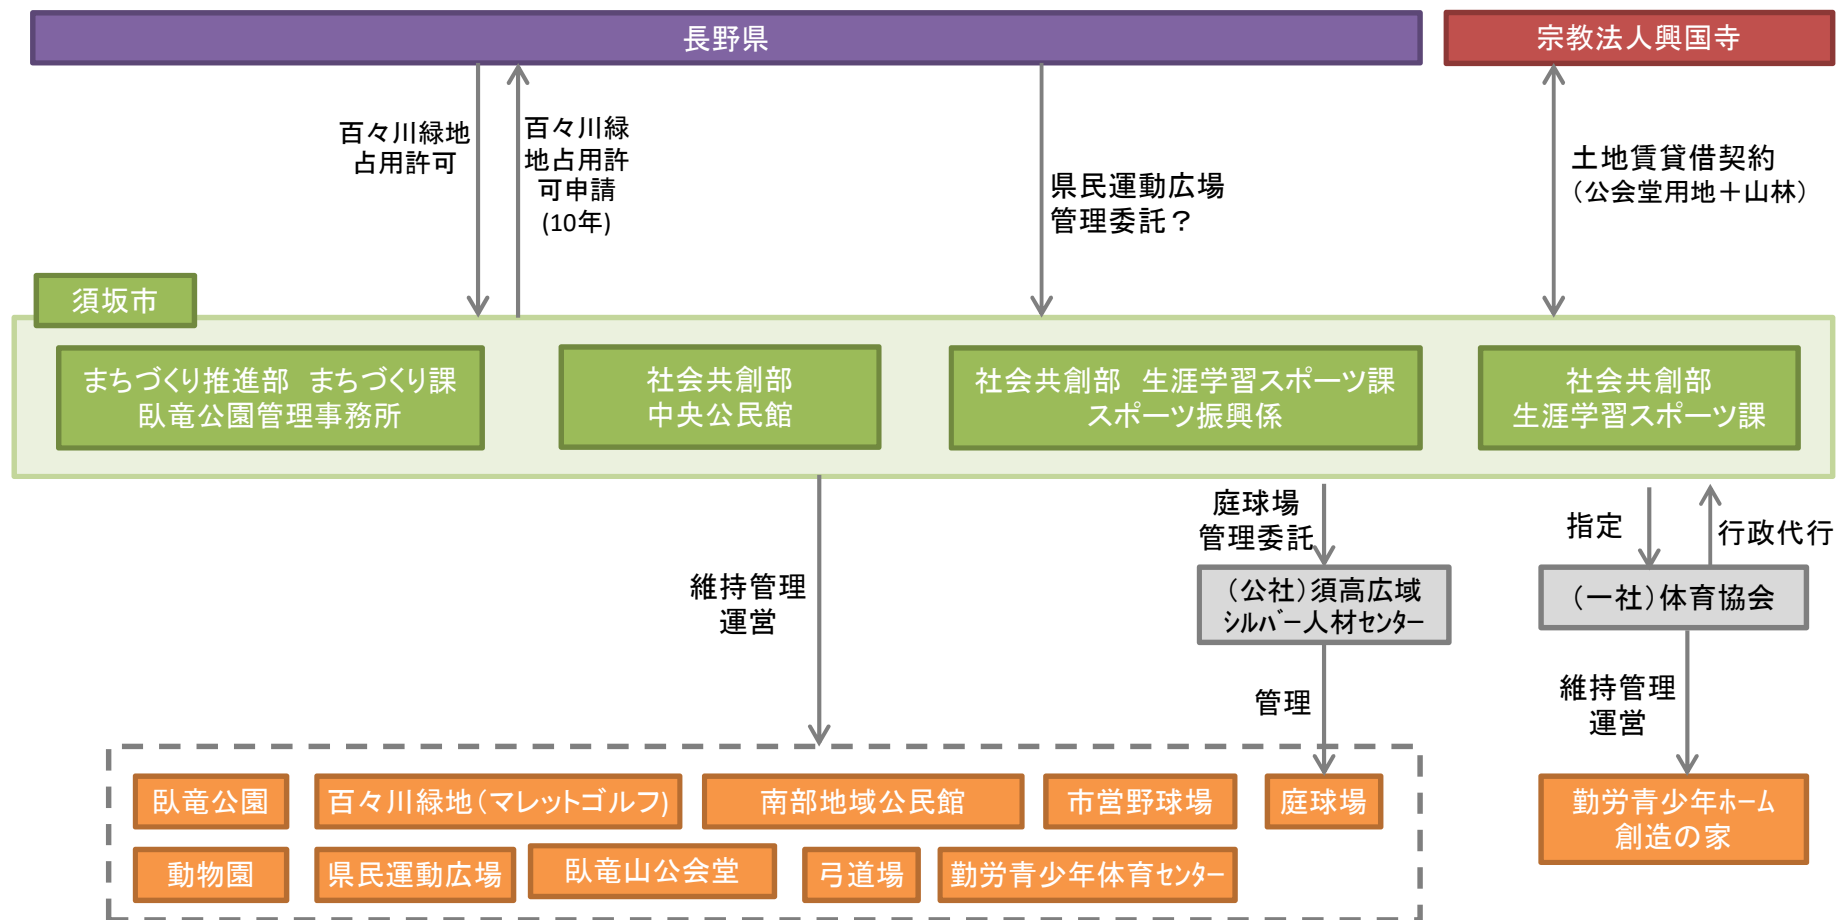 長野県
宗教法人興国寺
百々川緑地
占用許可
百々川緑
地占用許
可申請
(10年)
県民運動広場
管理委託？
土地賃貸借契約
（公会堂用地＋山林）
須坂市
まちづくり推進部　まちづくり課
臥竜公園管理事務所
社会共創部
中央公民館
社会共創部　生涯学習スポーツ課
スポーツ振興係
社会共創部
生涯学習スポーツ課
維持管理
運営
庭球場
管理委託
指定
行政代行
（公社）須高広域
ｼﾙﾊﾞｰ人材ｾﾝﾀｰ
（一社）体育協会
管理
維持管理
運営
臥竜公園
百々川緑地（マレットゴルフ)
南部地域公民館
市営野球場
庭球場
動物園
県民運動広場
臥竜山公会堂
弓道場
勤労青少年体育ｾﾝﾀｰ
勤労青少年ﾎｰﾑ
創造の家